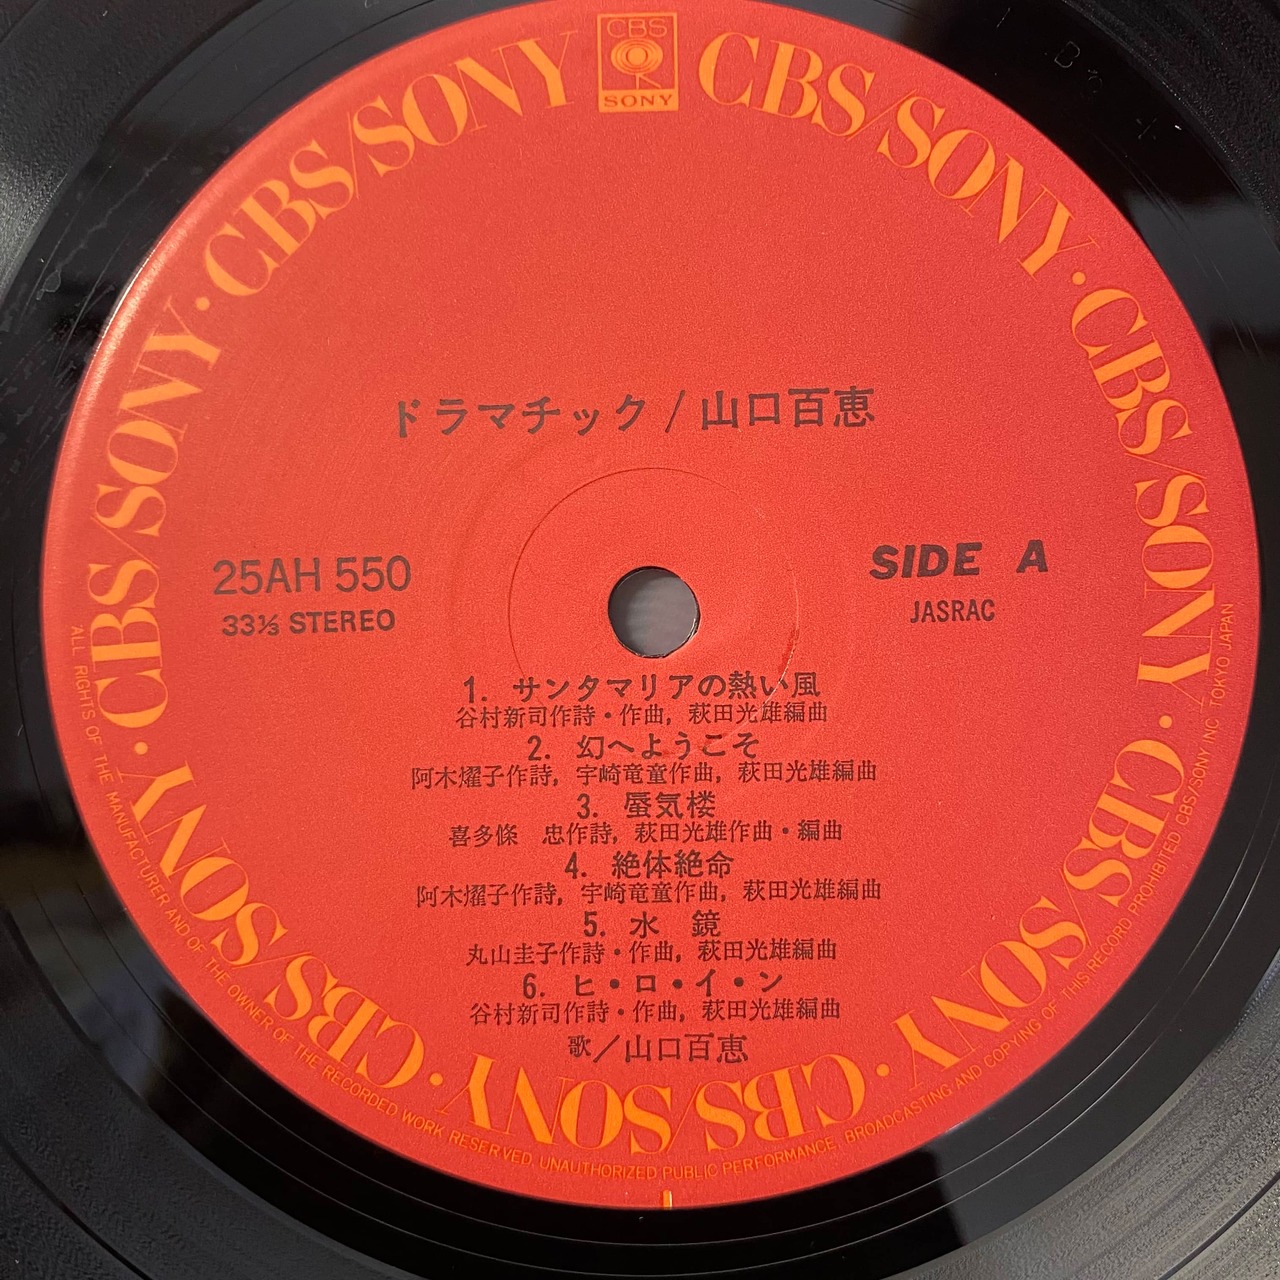 CBS
SONY
CBS/SONY · CBS/SONY · CBS/SONY · CBS/SONY · CBS/SONY · CBS/SONY · CBS/SONY · CBS/SONY
ドラマチック/山口百恵
25AH 550
33⅓ STEREO
SIDE A
JASRAC
1. サンタマリアの熱い風
谷村新司作詩・作曲, 萩田光雄編曲
2. 幻へようこそ
阿木燿子作詩, 宇崎竜童作曲, 萩田光雄編曲
3. 蜃気楼
喜多條 忠作詩, 萩田光雄作曲・編曲
4. 絶体絶命
阿木燿子作詩, 宇崎竜童作曲, 萩田光雄編曲
5. 水 鏡
丸山圭子作詩・作曲, 萩田光雄編曲
6. ヒ・ロ・イ・ン
谷村新司作詩・作曲, 萩田光雄編曲
歌/山口百恵
ALL RIGHTS OF THE MANUFACTURER AND OF THE OWNER OF THE RECORDED WORK RESERVED. UNAUTHORIZED PUBLIC PERFORMANCE, BROADCASTING AND COPYING OF THIS RECORD PROHIBITED CBS/SONY INC TOKYO JAPAN